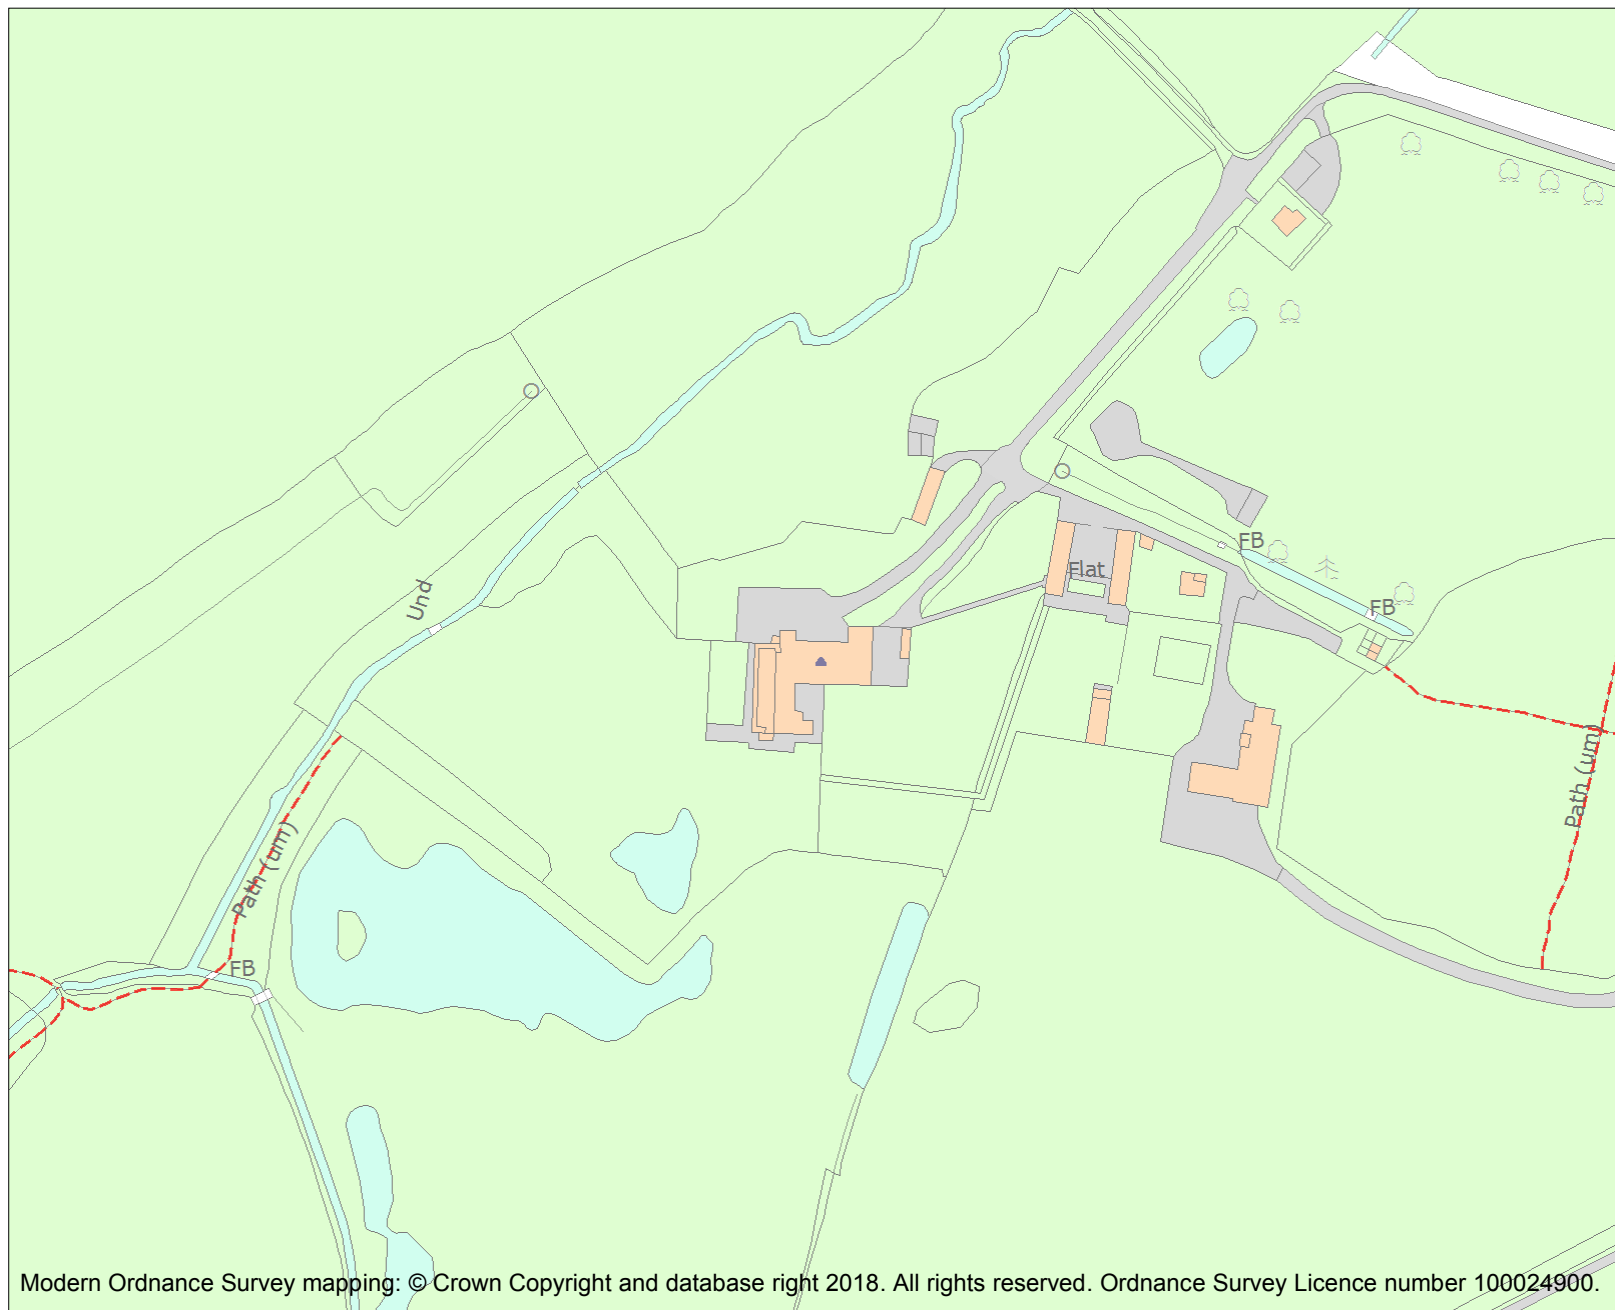 FB
Flat
Und
FB
Path (um)
Path (um)
FB
Modern Ordnance Survey mapping: © Crown Copyright and database right 2018. All rights reserved. Ordnance Survey Licence number 100024900.